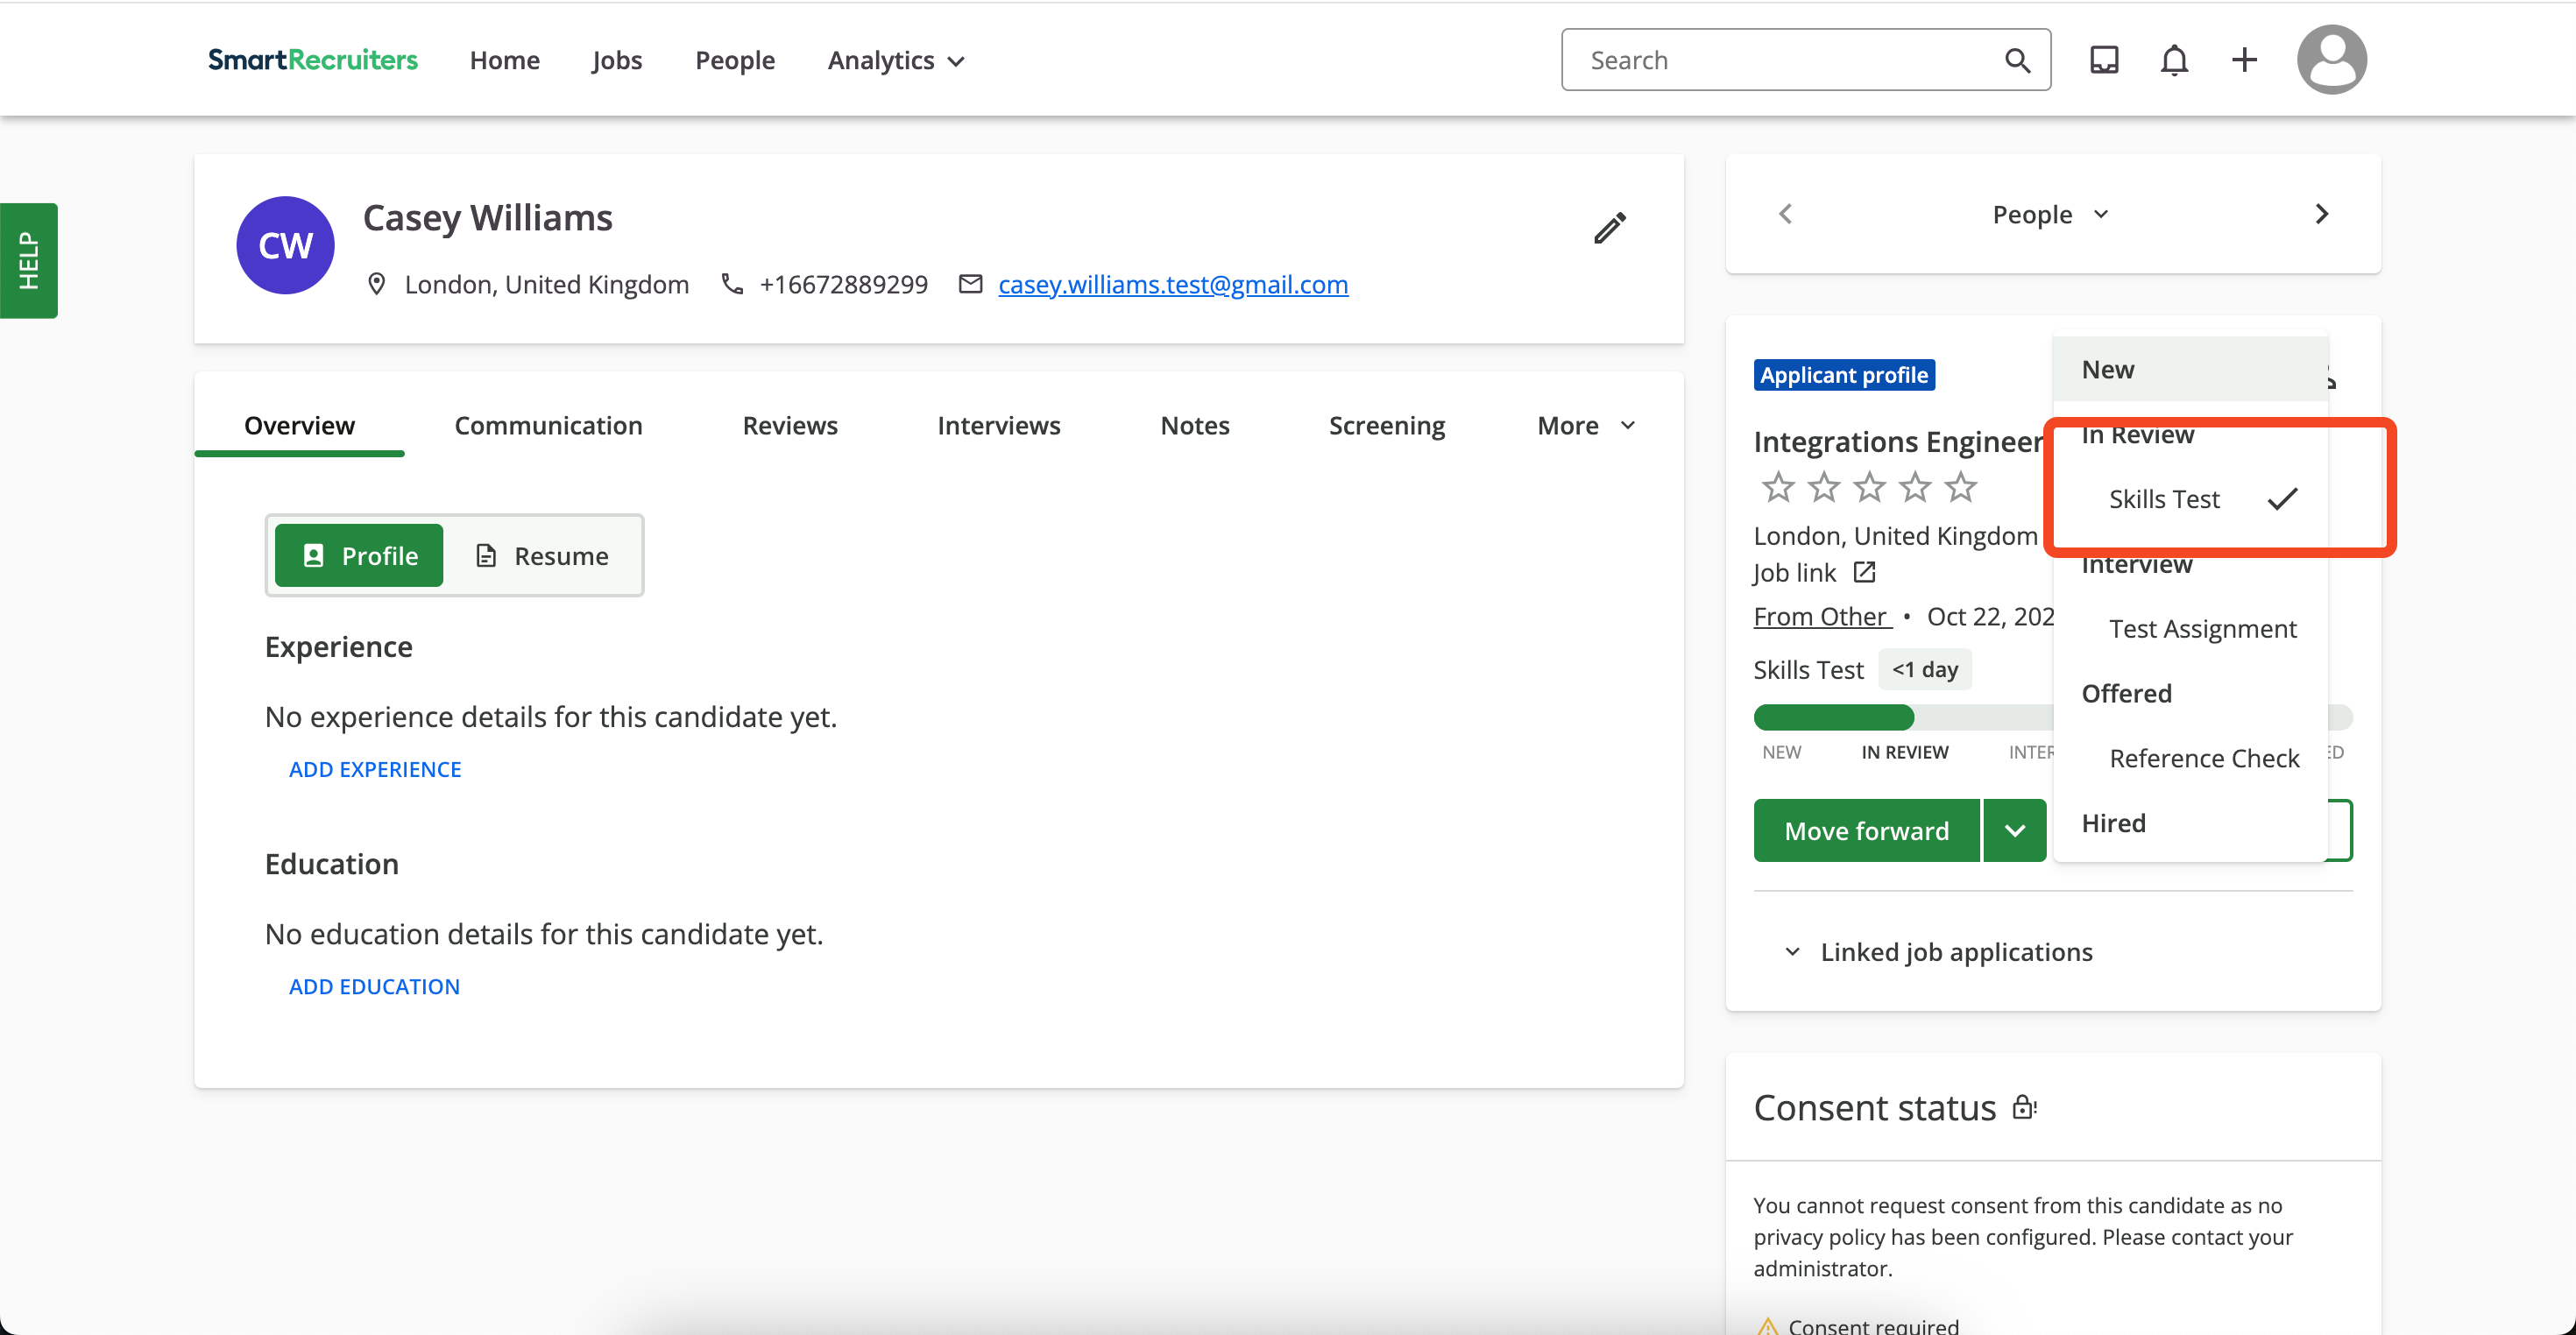 SmartRecruiters Home Jobs People Analytics Search
HELP
CW
Casey Williams
London, United Kingdom +16672889299 casey.williams.test@gmail.com
Overview Communication Reviews Interviews Notes Screening More
Profile Resume
Experience
No experience details for this candidate yet.
ADD EXPERIENCE
Education
No education details for this candidate yet.
ADD EDUCATION
People
Applicant profile
Integrations Engineer
London, United Kingdom
Job link
From Other • Oct 22, 202
Skills Test <1 day
NEW IN REVIEW INTER ED
Move forward
New
In Review
Skills Test
Interview
Test Assignment
Offered
Reference Check
Hired
Linked job applications
Consent status
You cannot request consent from this candidate as no
privacy policy has been configured. Please contact your
administrator.
Consent required